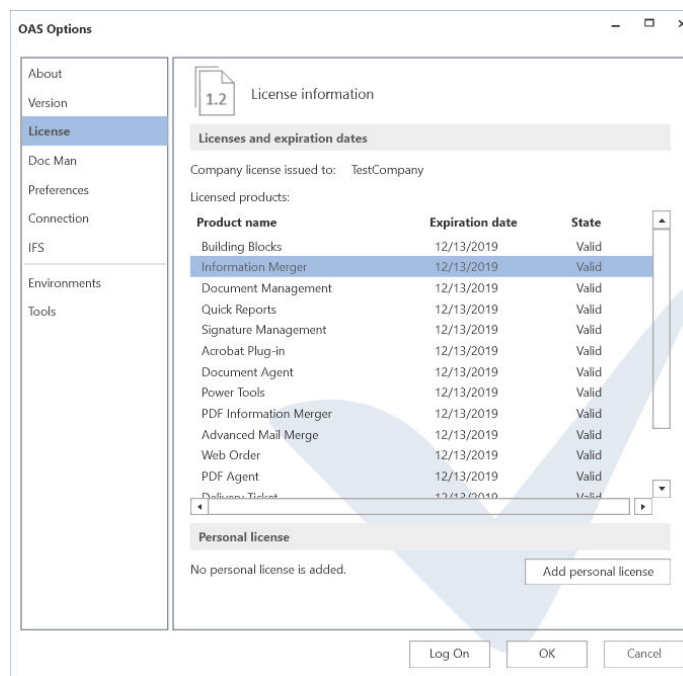 OAS Options
About
Version
License
Doc Man
Preferences
Connection
IFS
Environments
Tools
1.2 License information
Licenses and expiration dates
Company license issued to: TestCompany
Licensed products:
Product name Expiration date State
Building Blocks 12/13/2019 Valid
Information Merger 12/13/2019 Valid
Document Management 12/13/2019 Valid
Quick Reports 12/13/2019 Valid
Signature Management 12/13/2019 Valid
Acrobat Plug-in 12/13/2019 Valid
Document Agent 12/13/2019 Valid
Power Tools 12/13/2019 Valid
PDF Information Merger 12/13/2019 Valid
Advanced Mail Merge 12/13/2019 Valid
Web Order 12/13/2019 Valid
PDF Agent 12/13/2019 Valid
Delivery Ticket 12/13/2019 Valid
Personal license
No personal license is added. Add personal license
Log On OK Cancel